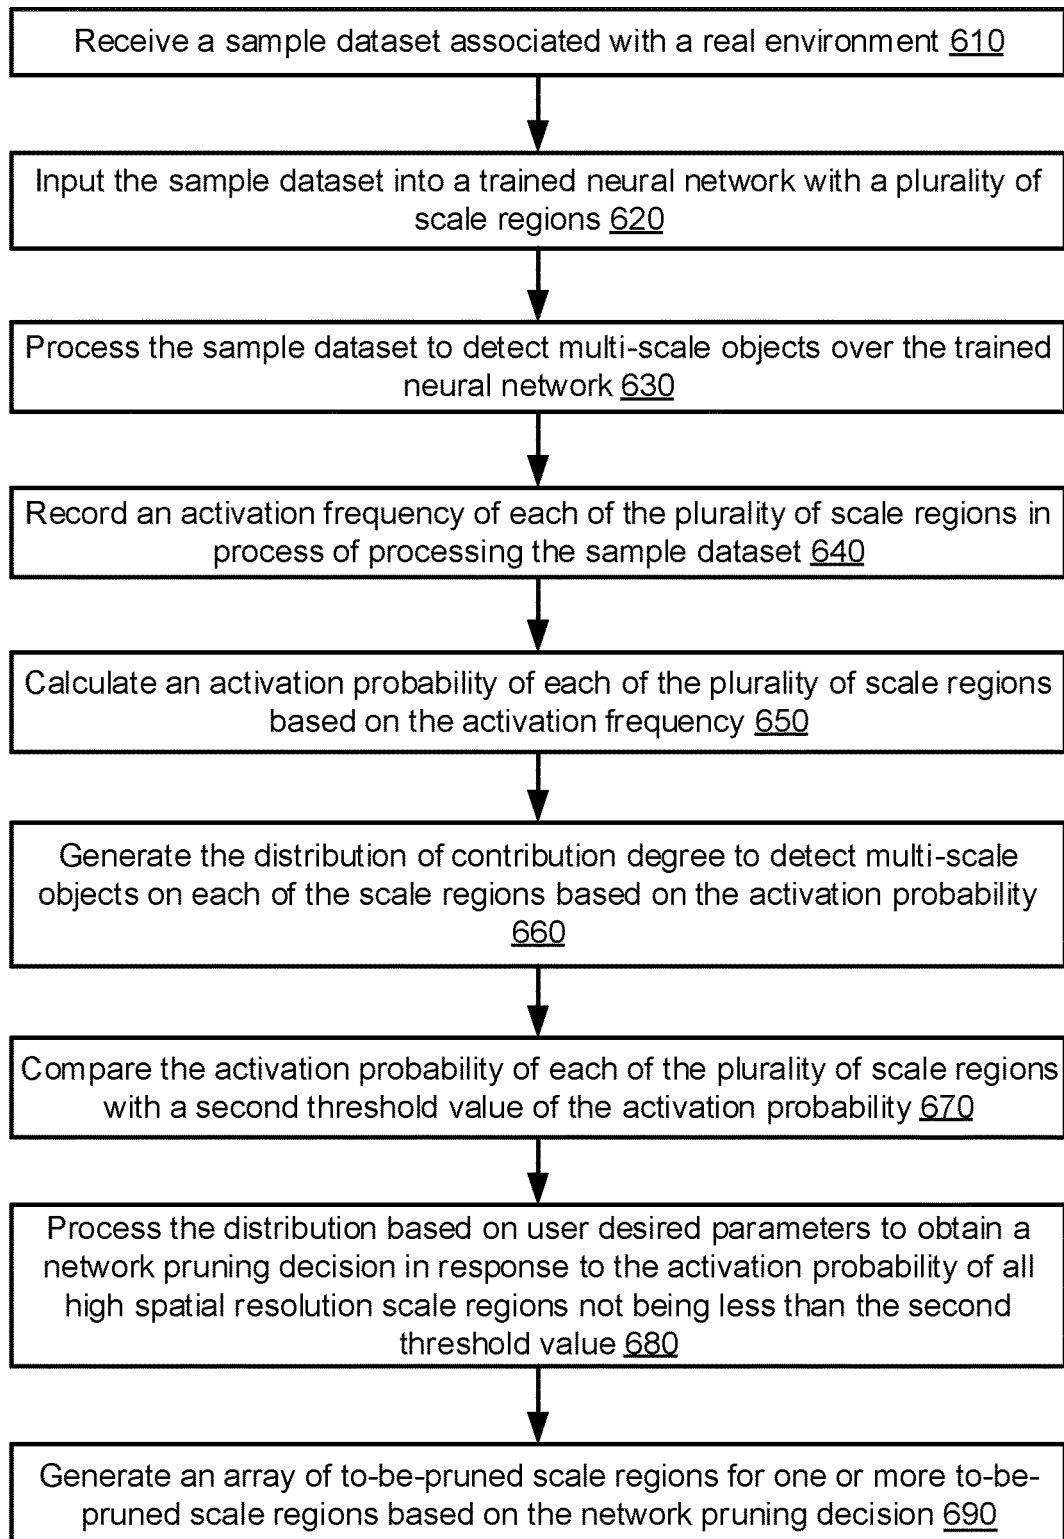 Receive a sample dataset associated with a real environment 610
Input the sample dataset into a trained neural network with a plurality of
scale regions 620
Process the sample dataset to detect multi-scale objects over the trained
neural network 630
Record an activation frequency of each of the plurality of scale regions in
process of processing the sample dataset 640
Calculate an activation probability of each of the plurality of scale regions
based on the activation frequency 650
Generate the distribution of contribution degree to detect multi-scale
objects on each of the scale regions based on the activation probability
660
Compare the activation probability of each of the plurality of scale regions
with a second threshold value of the activation probability 670
Process the distribution based on user desired parameters to obtain a
network pruning decision in response to the activation probability of all
high spatial resolution scale regions not being less than the second
threshold value 680
Generate an array of to-be-pruned scale regions for one or more to-be-
pruned scale regions based on the network pruning decision 690